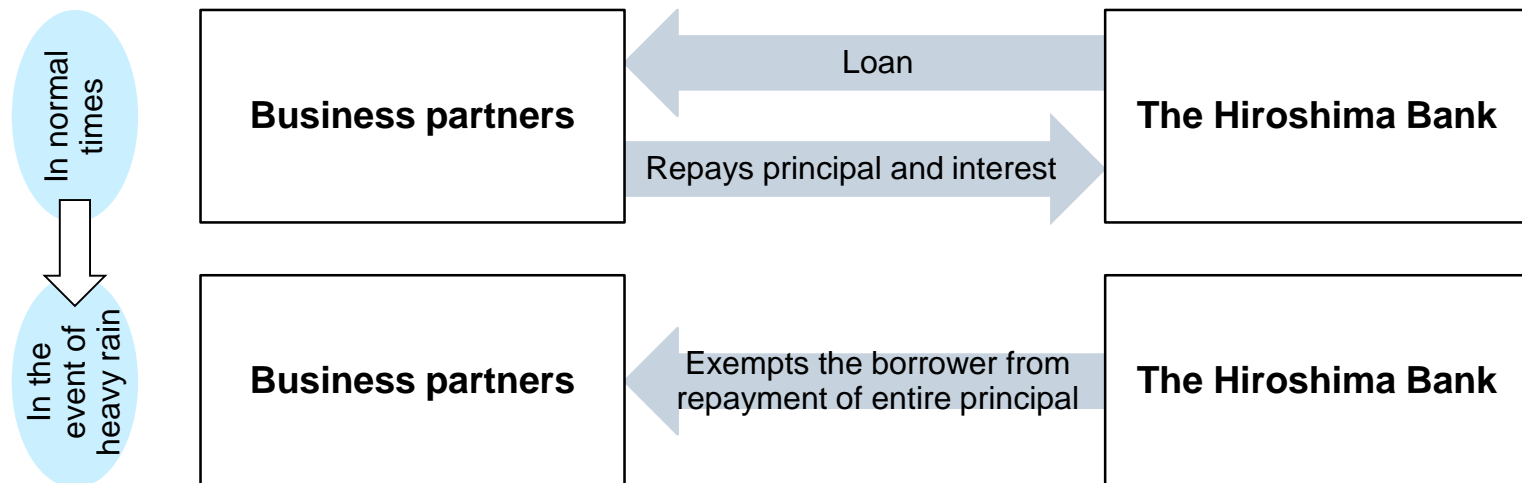 In normal
times
Business partners
Loan
Repays principal and interest
The Hiroshima Bank
In the
event of
heavy rain
Business partners
Exempts the borrower from
repayment of entire principal
The Hiroshima Bank